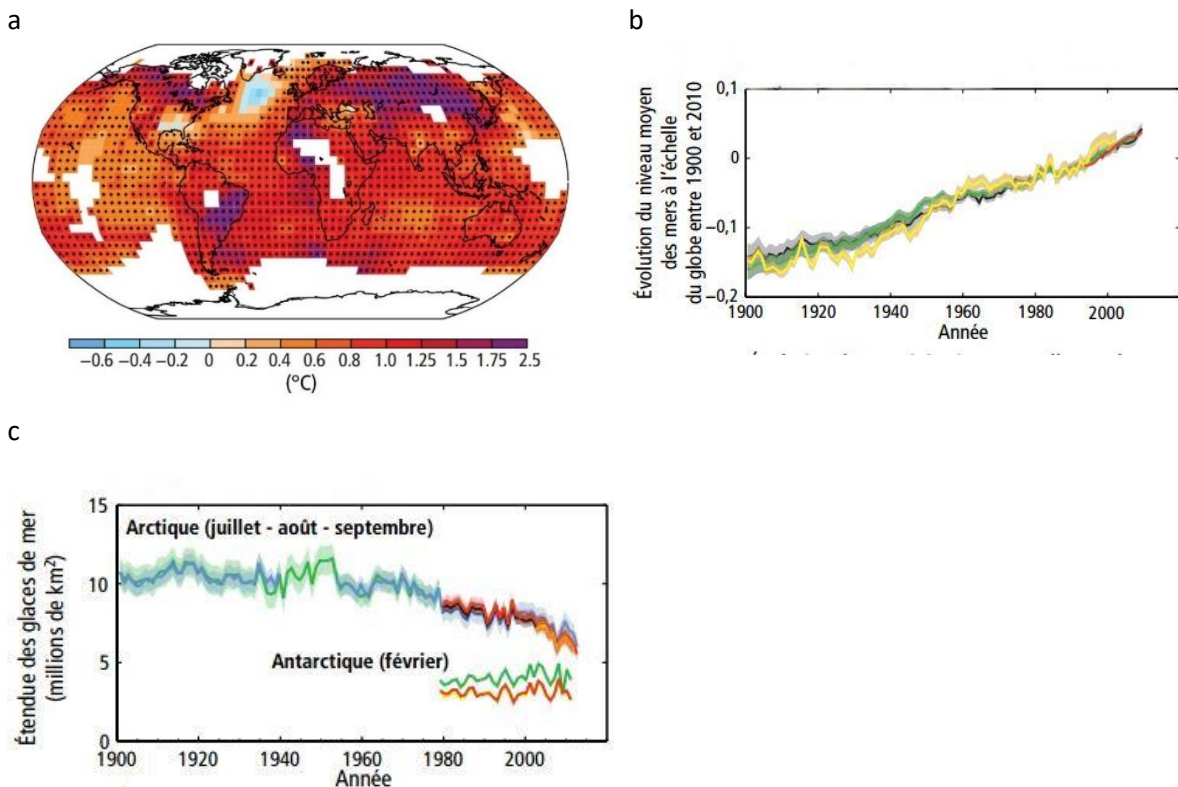 a
−0.6 −0.4 −0.2 0 0.2 0.4 0.6 0.8 1.0 1.25 1.5 1.75 2.5
(°C)
b
Évolution du niveau moyen
des mers à l'échelle
du globe entre 1900 et 2010
0,1
0
−0,1
−0,2
1900 1920 1940 1960 1980 2000
Année
c
Étendue des glaces de mer
(millions de km²)
15
10
5
0
Arctique (juillet - août - septembre)
Antarctique (février)
1900 1920 1940 1960 1980 2000
Année